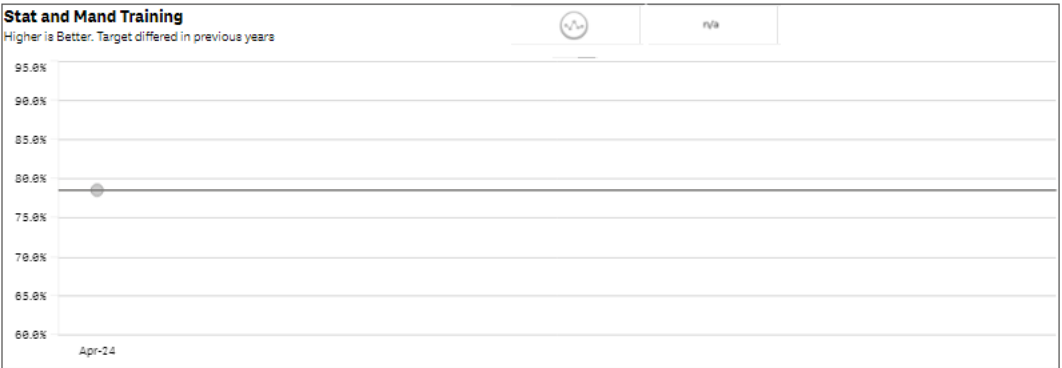 Stat and Mand Training
n/a
Higher is Better. Target differed in previous years
95.0%
90.0%
85.0%
80.0%
75.0%
70.0%
65.0%
60.0%
Apr-24